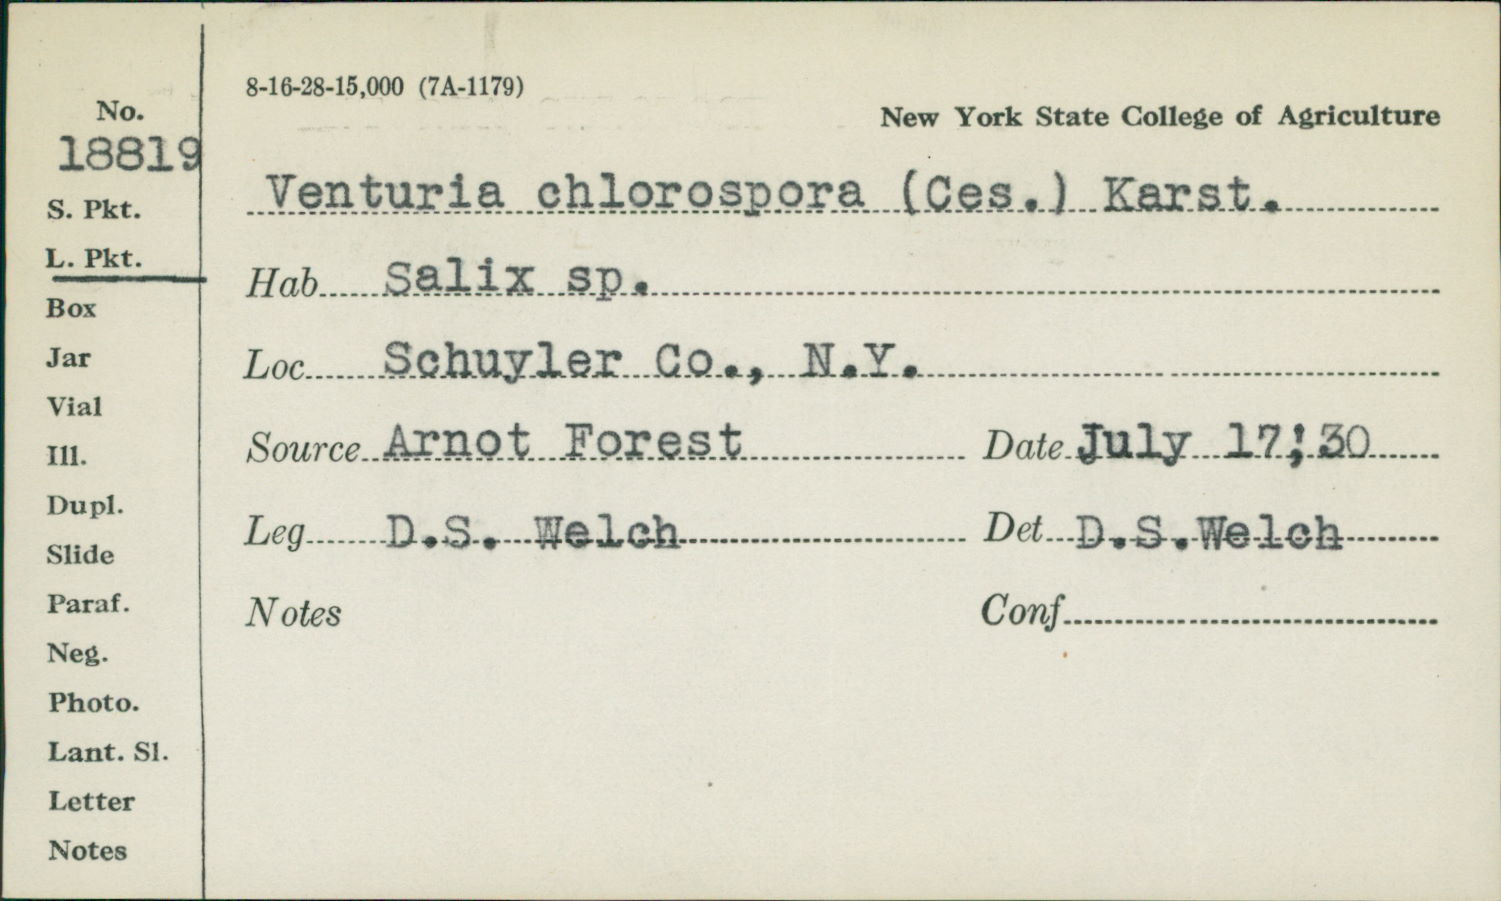 8-16-28-15,000 (7A-1179)
New York State College of Agriculture
No.
18819
S. Pkt.
L. Pkt.
Box
Jar
Vial
Ill.
Dupl.
Slide
Paraf.
Neg.
Photo.
Lant. Sl.
Letter
Notes
Venturia chlorospora (Ces.) Karst.
Hab Salix sp.
Loc Schuyler Co., N.Y.
Source Arnot Forest Date July 17,'30
Leg D.S. Welch Det D.S.Welch
Notes Conf